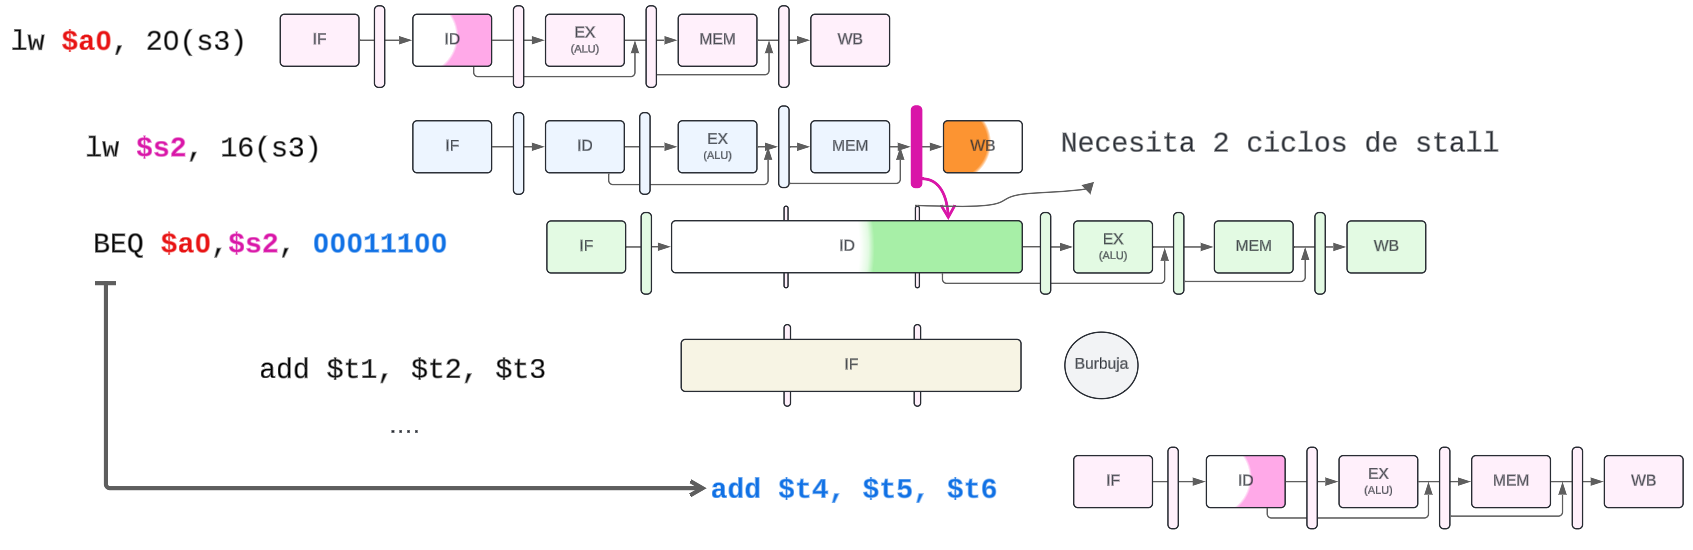 lw $a0, 20(s3) IF ID EX (ALU) MEM WB
lw $s2, 16(s3) IF ID EX (ALU) MEM WB Necesita 2 ciclos de stall
BEQ $a0,$s2, 00011100 IF ID EX (ALU) MEM WB
add $t1, $t2, $t3 IF Burbuja
....
add $t4, $t5, $t6 IF ID EX (ALU) MEM WB